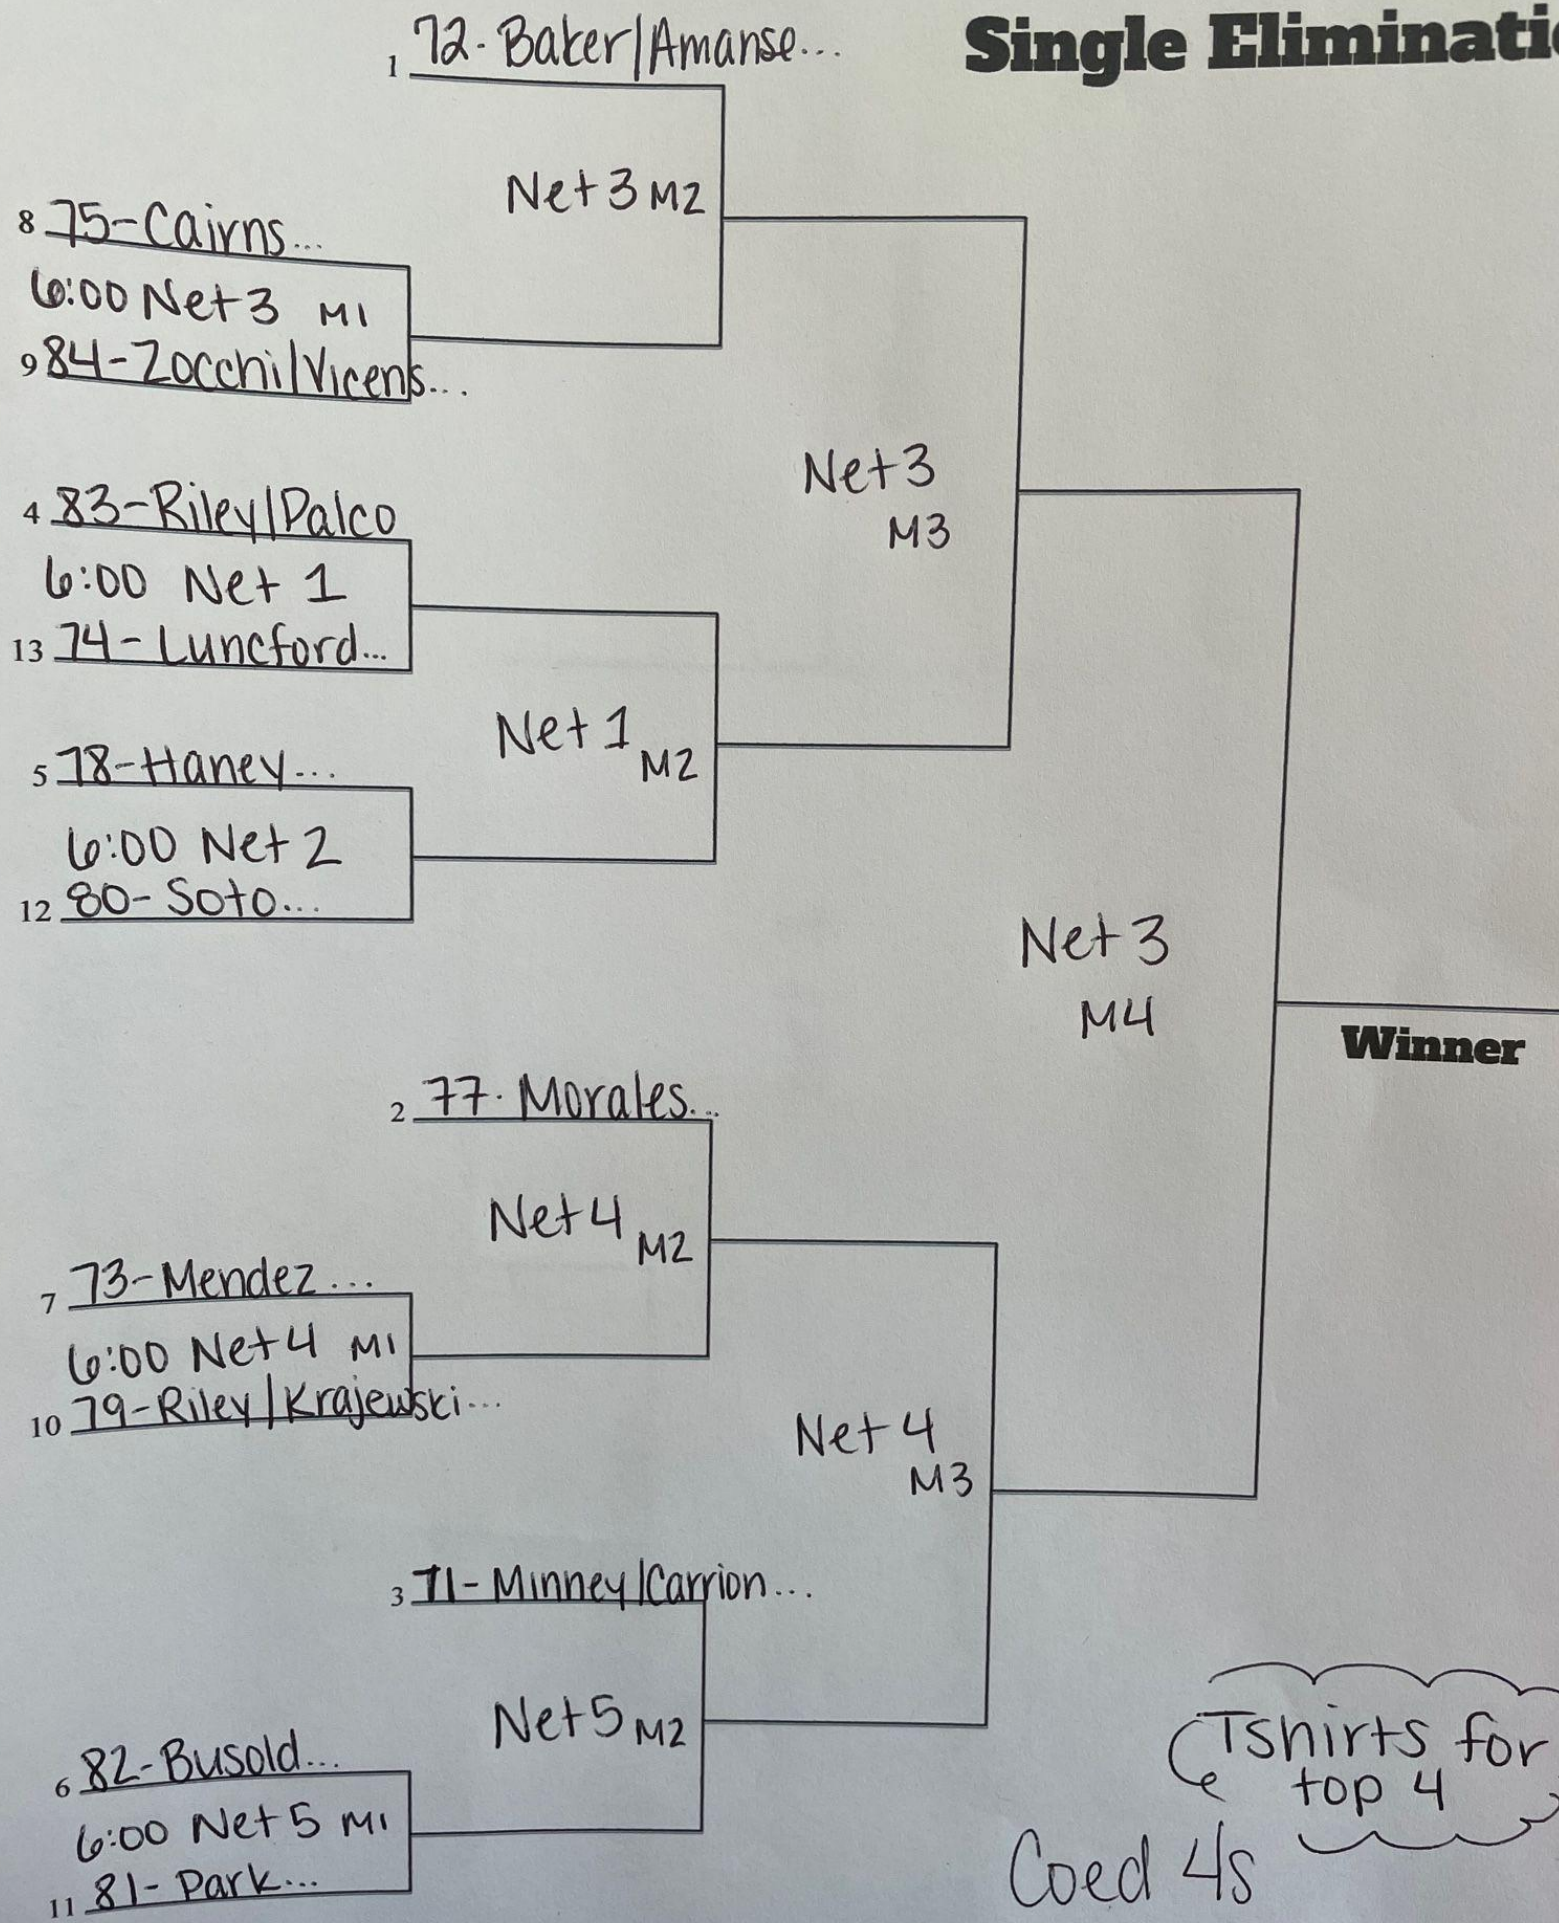 Single Eliminati
1 72- Baker/Amanse...
Net 3 M2
8 75-Cairns...
6:00 Net 3 M1
9 84-Zocchi/Vicens...
Net 3
M3
4 83-Riley/Palco
6:00 Net 1
13 74-Luncford...
Net 1 M2
5 78-Haney...
6:00 Net 2
12 80-Soto...
Net 3
M4
Winner
2 77- Morales...
Net 4 M2
7 73-Mendez...
6:00 Net 4 M1
10 79-Riley/Krajewski...
Net 4
M3
3 71-Minney/Carrion...
Net 5 M2
6 82-Busold...
6:00 Net 5 M1
11 81-Park...
Tshirts for
top 4
Coed 4s